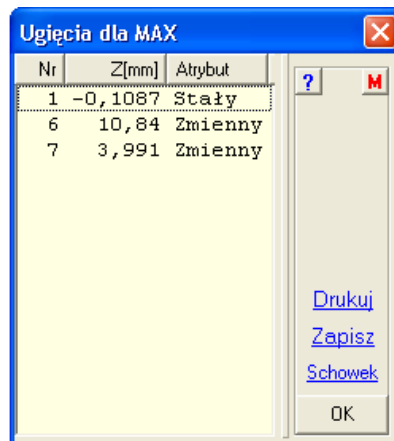 Ugięcia dla MAX
Nr Z[mm] Atrybut
1 -0,1087 Stały
6 10,84 Zmienny
7 3,991 Zmienny
? M
Drukuj
Zapisz
Schowek
OK